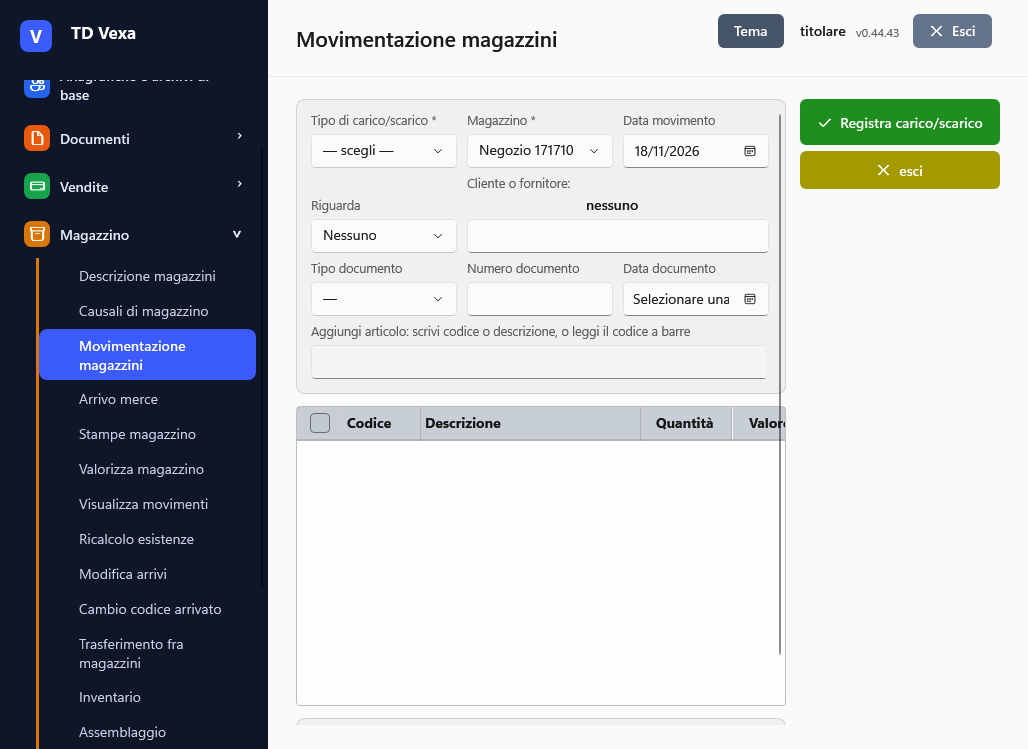 V
TD Vexa
base
Documenti
Vendite
Magazzino
Descrizione magazzini
Causali di magazzino
Movimentazione
magazzini
Arrivo merce
Stampe magazzino
Valorizza magazzino
Visualizza movimenti
Ricalcolo esistenze
Modifica arrivi
Cambio codice arrivato
Trasferimento fra
magazzini
Inventario
Assemblaggio
Movimentazione magazzini
Tema
titolare
v0.44.43
Esci
Tipo di carico/scarico *
Magazzino *
Data movimento
— scegli —
Negozio 171710
18/11/2026
Cliente o fornitore:
Riguarda
nessuno
Nessuno
Tipo documento
Numero documento
Data documento
—
Selezionare una
Aggiungi articolo: scrivi codice o descrizione, o leggi il codice a barre
Codice
Descrizione
Quantità
Valor
Registra carico/scarico
esci